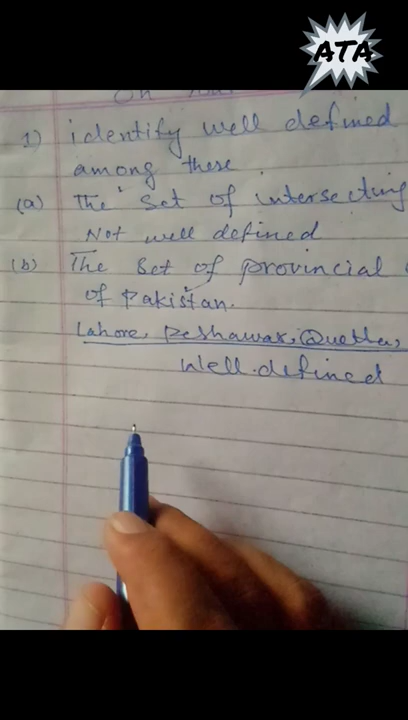 ATA
1) identify well defined
among these
(a) The set of intersecting
Not well defined
(b) The set of provincial
of Pakistan.
Lahore, Peshawar, Quetta,
Well.defined